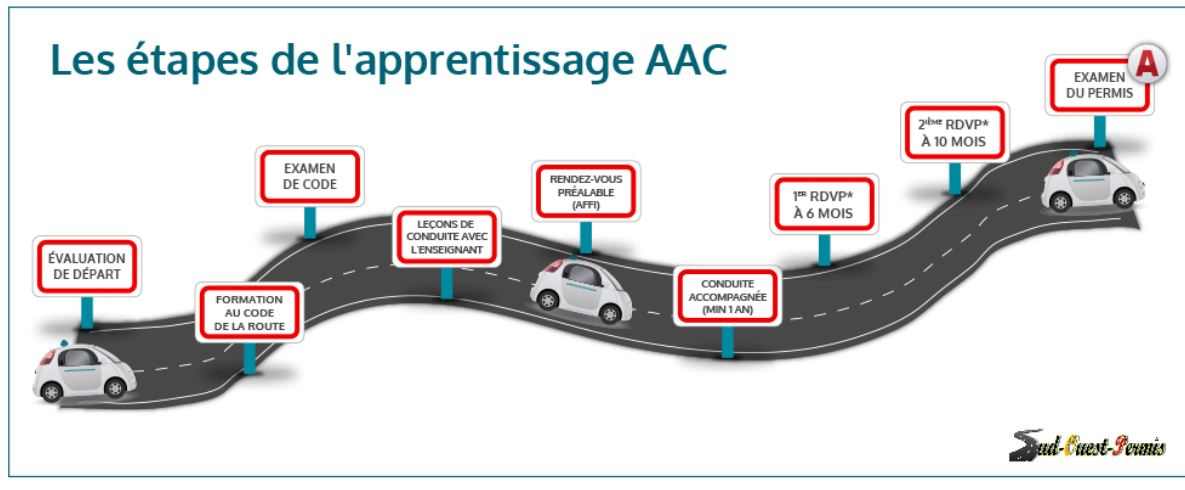 Les étapes de l'apprentissage AAC
ÉVALUATION
DE DÉPART
FORMATION
AU CODE
DE LA ROUTE
EXAMEN
DE CODE
LEÇONS DE
CONDUITE AVEC
L'ENSEIGNANT
RENDEZ-VOUS
PRÉALABLE
(AFFI)
CONDUITE
ACCOMPAGNÉE
(MIN 1 AN)
1ER RDVP*
À 6 MOIS
2IÈME RDVP*
À 10 MOIS
EXAMEN
DU PERMIS
A
Sud-Ouest-Permis